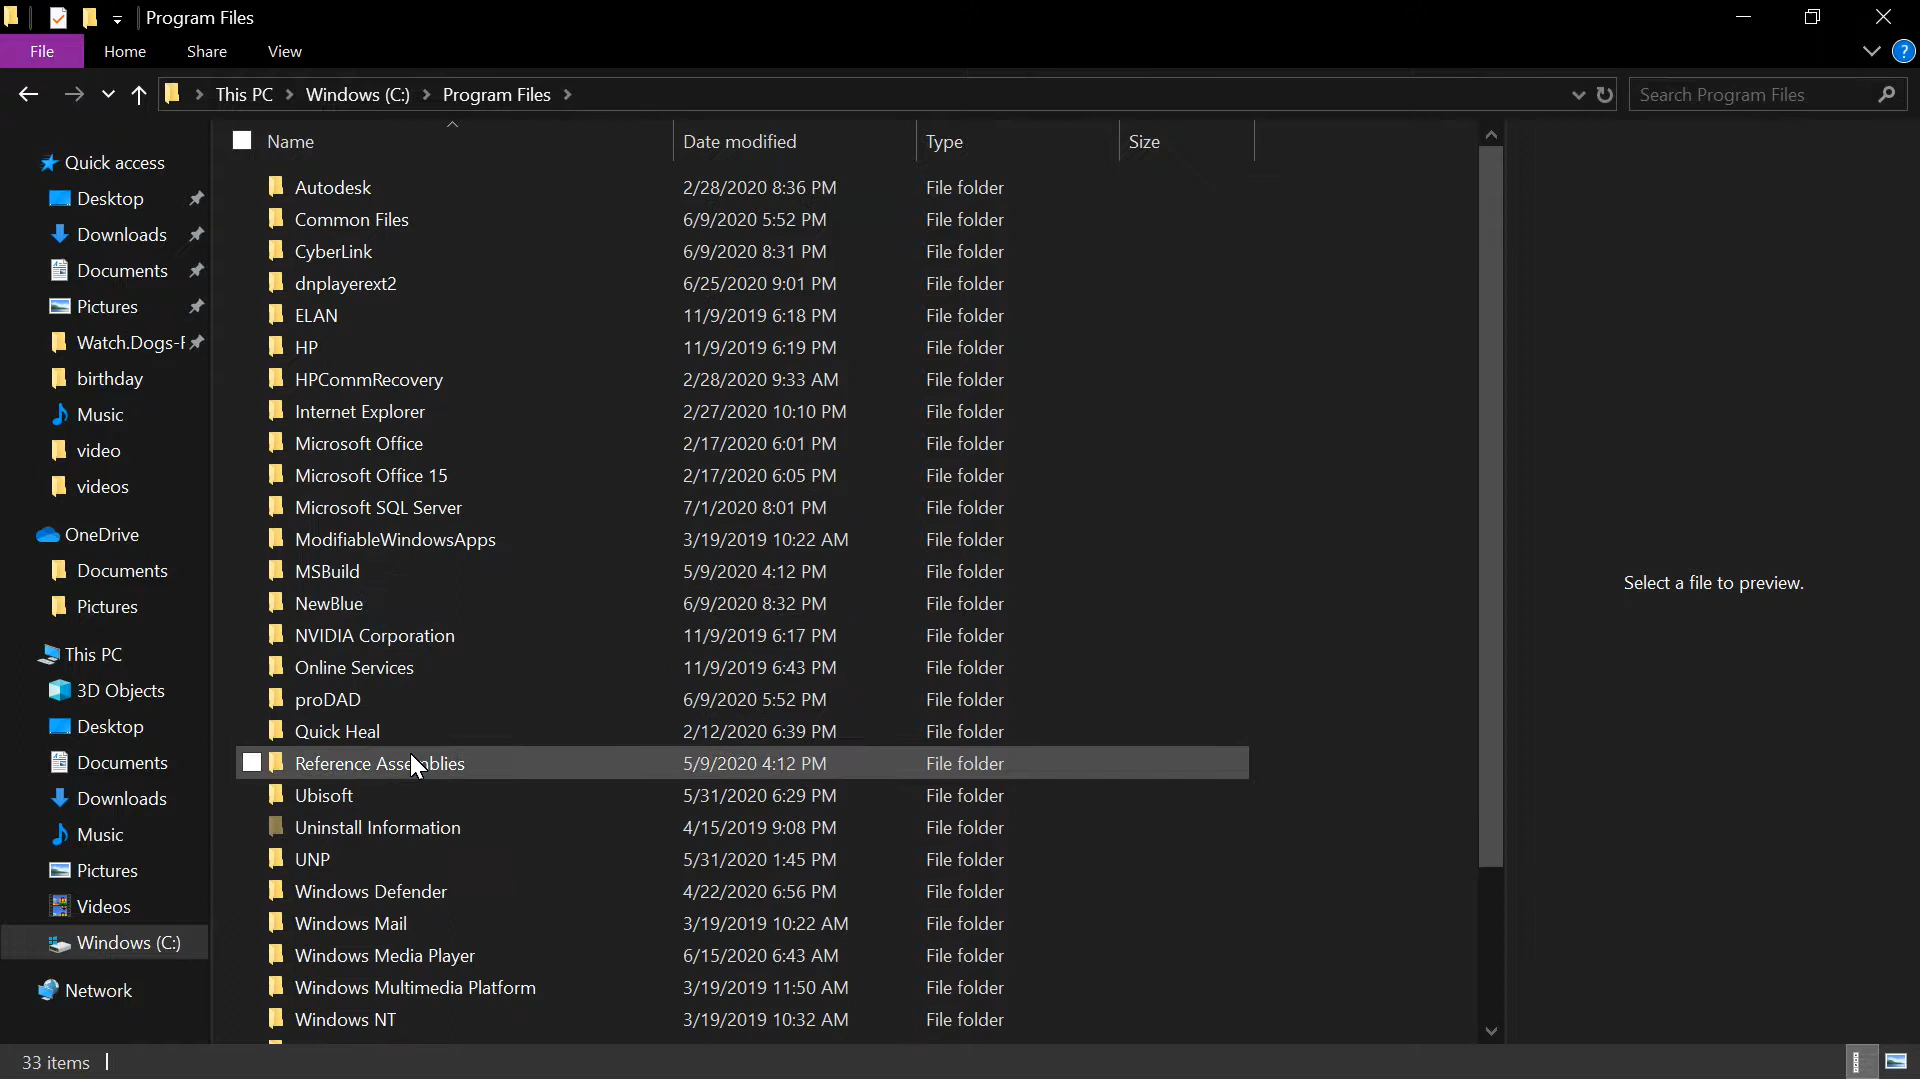 Program Files
File Home Share View
This PC Windows (C:) Program Files Search Program Files
Name Date modified Type Size
Quick access
Desktop
Downloads
Documents
Pictures
Watch.Dogs-F
birthday
Music
video
videos
OneDrive
Documents
Pictures
This PC
3D Objects
Desktop
Documents
Downloads
Music
Pictures
Videos
Windows (C:)
Network
Autodesk 2/28/2020 8:36 PM File folder
Common Files 6/9/2020 5:52 PM File folder
CyberLink 6/9/2020 8:31 PM File folder
dnplayerext2 6/25/2020 9:01 PM File folder
ELAN 11/9/2019 6:18 PM File folder
HP 11/9/2019 6:19 PM File folder
HPCommRecovery 2/28/2020 9:33 AM File folder
Internet Explorer 2/27/2020 10:10 PM File folder
Microsoft Office 2/17/2020 6:01 PM File folder
Microsoft Office 15 2/17/2020 6:05 PM File folder
Microsoft SQL Server 7/1/2020 8:01 PM File folder
ModifiableWindowsApps 3/19/2019 10:22 AM File folder
MSBuild 5/9/2020 4:12 PM File folder
NewBlue 6/9/2020 8:32 PM File folder
NVIDIA Corporation 11/9/2019 6:17 PM File folder
Online Services 11/9/2019 6:43 PM File folder
proDAD 6/9/2020 5:52 PM File folder
Quick Heal 2/12/2020 6:39 PM File folder
Reference Assemblies 5/9/2020 4:12 PM File folder
Ubisoft 5/31/2020 6:29 PM File folder
Uninstall Information 4/15/2019 9:08 PM File folder
UNP 5/31/2020 1:45 PM File folder
Windows Defender 4/22/2020 6:56 PM File folder
Windows Mail 3/19/2019 10:22 AM File folder
Windows Media Player 6/15/2020 6:43 AM File folder
Windows Multimedia Platform 3/19/2019 11:50 AM File folder
Windows NT 3/19/2019 10:32 AM File folder
Select a file to preview.
33 items